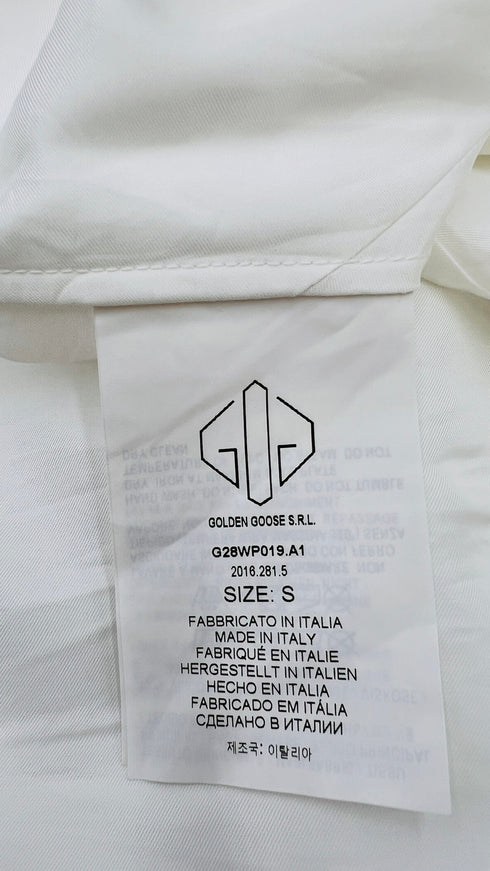 GOLDEN GOOSE S.R.L.
G28WP019.A1
2016.281.5
SIZE: S
FABBRICATO IN ITALIA
MADE IN ITALY
FABRIQUÉ EN ITALIE
HERGESTELLT IN ITALIEN
HECHO EN ITALIA
FABRICADO EM ITÁLIA
СДЕЛАНО В ИТАЛИИ
제조국: 이탈리아